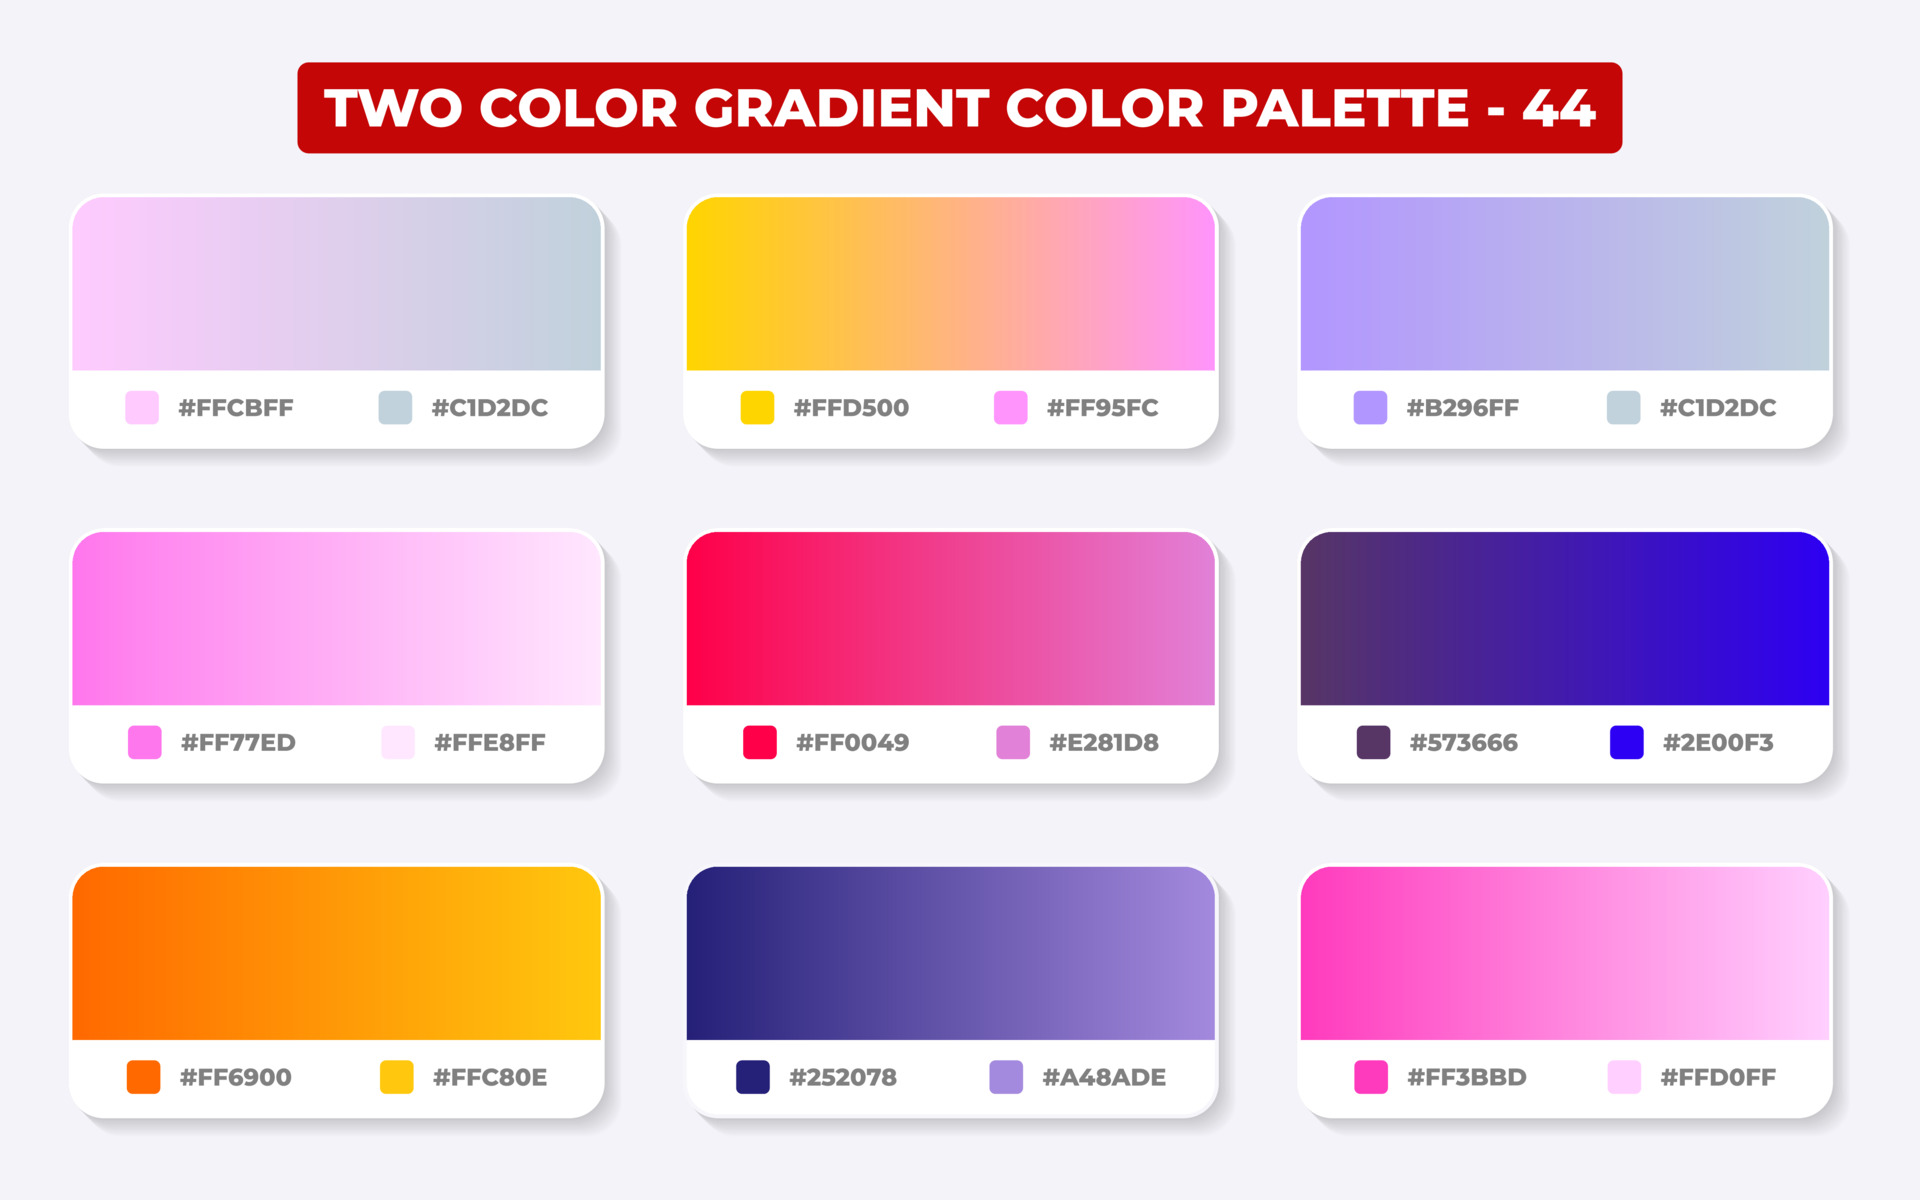 TWO COLOR GRADIENT COLOR PALETTE - 44
#FFCBFF #C1D2DC
#FFD500 #FF95FC
#B296FF #C1D2DC
#FF77ED #FFE8FF
#FF0049 #E281D8
#573666 #2E00F3
#FF6900 #FFC80E
#252078 #A48ADE
#FF3BBD #FFD0FF